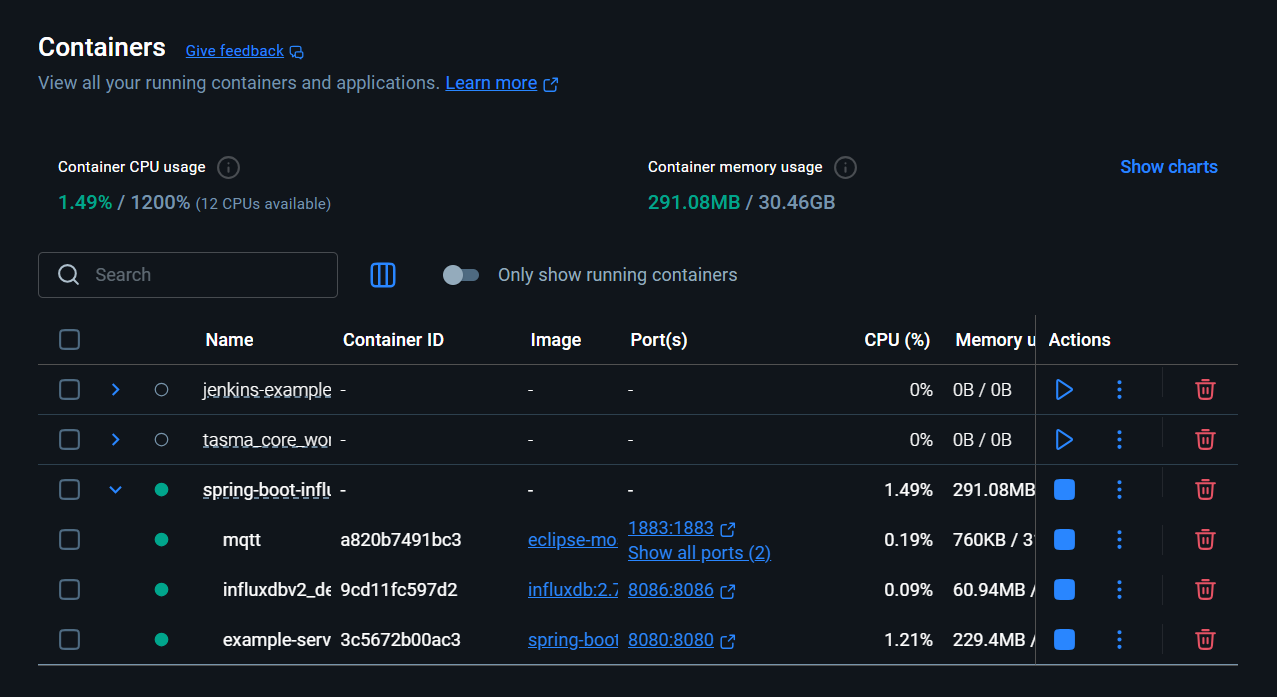 Containers Give feedback
View all your running containers and applications. Learn more
Container CPU usage Container memory usage Show charts
1.49% / 1200% (12 CPUs available) 291.08MB / 30.46GB
Search Only show running containers
Name Container ID Image Port(s) CPU (%) Memory u Actions
jenkins-example - - - 0% 0B / 0B
tasma_core_wor - - - 0% 0B / 0B
spring-boot-influ - - - 1.49% 291.08MB
mqtt a820b7491bc3 eclipse-mo 1883:1883 0.19% 760KB / 3
Show all ports (2)
influxdbv2_de 9cd11fc597d2 influxdb:2.7 8086:8086 0.09% 60.94MB /
example-serv 3c5672b00ac3 spring-boot 8080:8080 1.21% 229.4MB /